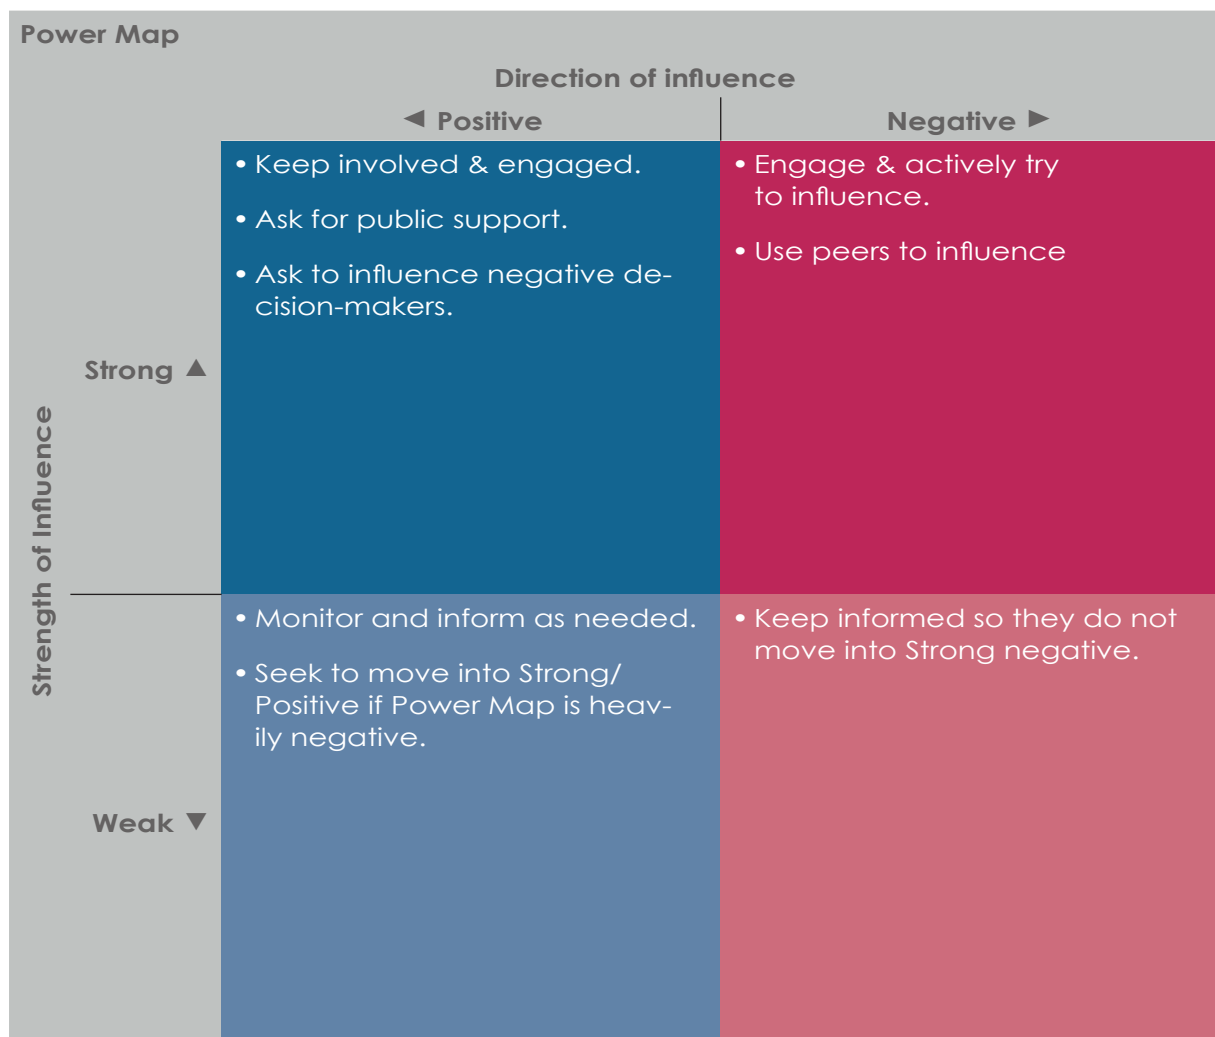 Power Map
Direction of influence
◄ Positive
Negative ►
• Keep involved & engaged.
• Ask for public support.
• Ask to influence negative de-
cision-makers.
• Engage & actively try
to influence.
• Use peers to influence
Strong ▲
Strength of Influence
• Monitor and inform as needed.
• Seek to move into Strong/
Positive if Power Map is heav-
ily negative.
• Keep informed so they do not
move into Strong negative.
Weak ▼